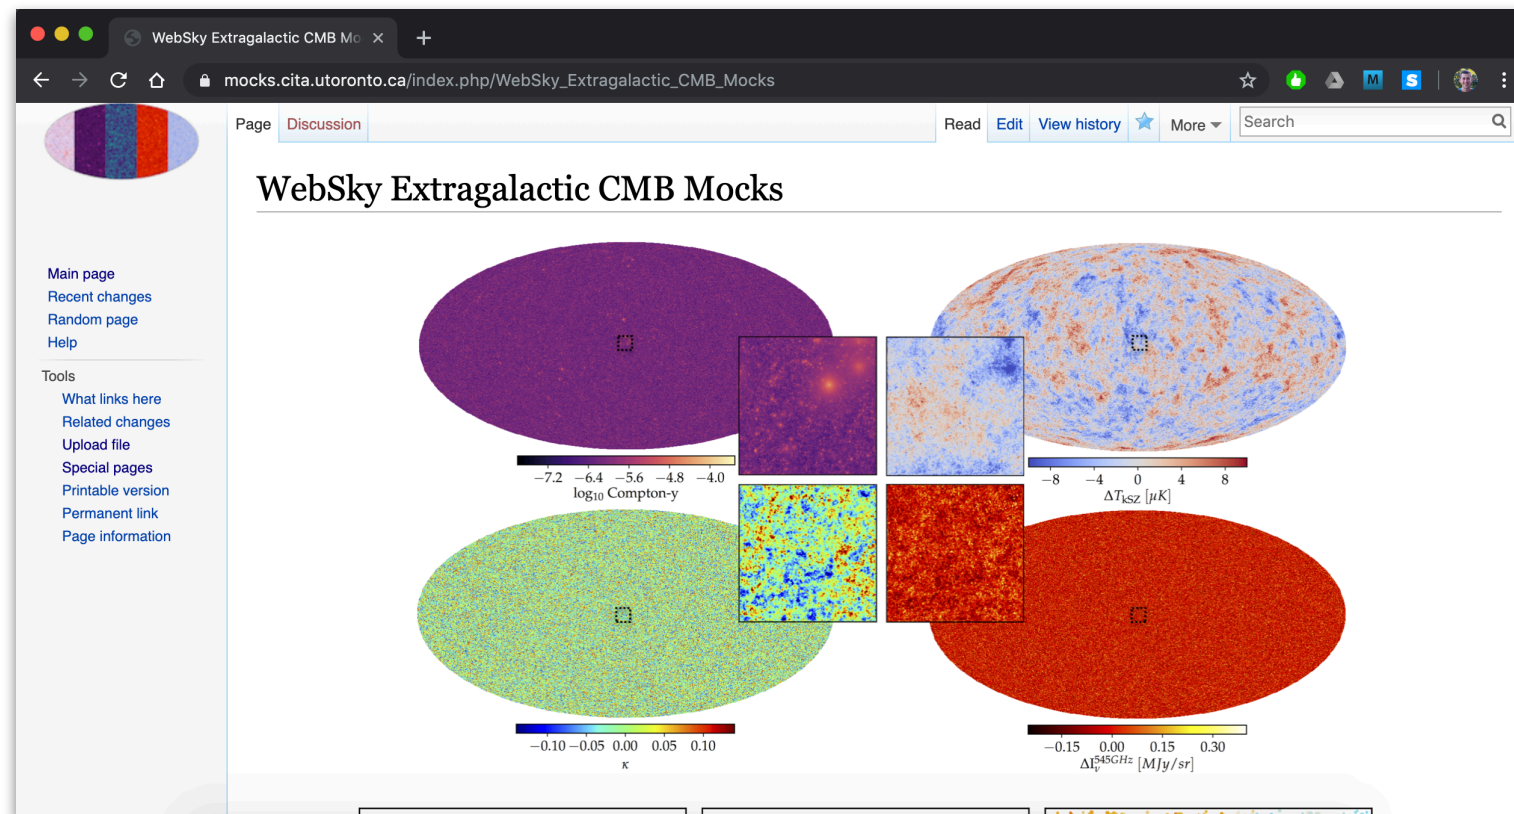 WebSky Extragalactic CMB Mo
mocks.cita.utoronto.ca/index.php/WebSky_Extragalactic_CMB_Mocks
M
S
Page Discussion
Read Edit View history More Search
WebSky Extragalactic CMB Mocks
Main page
Recent changes
Random page
Help
Tools
What links here
Related changes
Upload file
Special pages
Printable version
Permanent link
Page information
−7.2 −6.4 −5.6 −4.8 −4.0
log₁₀ Compton-y
−8 −4 0 4 8
ΔT_kSZ [μK]
−0.10 −0.05 0.00 0.05 0.10
κ
−0.15 0.00 0.15 0.30
ΔI_ν^545GHz [MJy/sr]